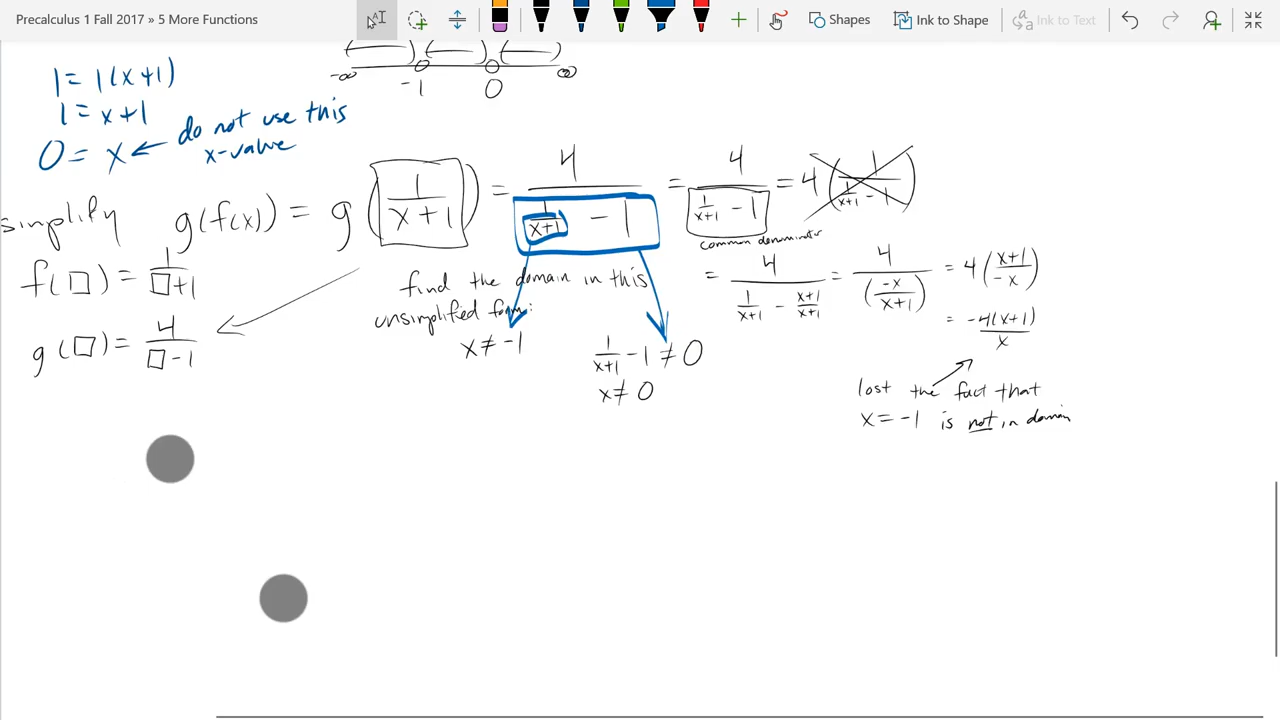 Precalculus 1 Fall 2017 » 5 More Functions
Shapes
Ink to Shape
Ink to Text
-∞ -1 0 ∞
1 = 1(x+1)
1 = x+1
0 = x ← do not use this
x-value
simplify g(f(x)) = g(1/(x+1)) = 4/(1/(x+1) - 1) = 4/(1/(x+1) - 1) = 4(1/(1/(x+1) - 1))
common denominator
f(□) = 1/(□+1)
g(□) = 4/(□-1)
find the domain in this
unsimplified form:
x ≠ -1
1/(x+1) - 1 ≠ 0
x ≠ 0
= 4/(1/(x+1) - (x+1)/(x+1)) = 4/(-x/(x+1)) = 4((x+1)/-x)
= -4(x+1)/x
lost the fact that
x = -1 is not in domain